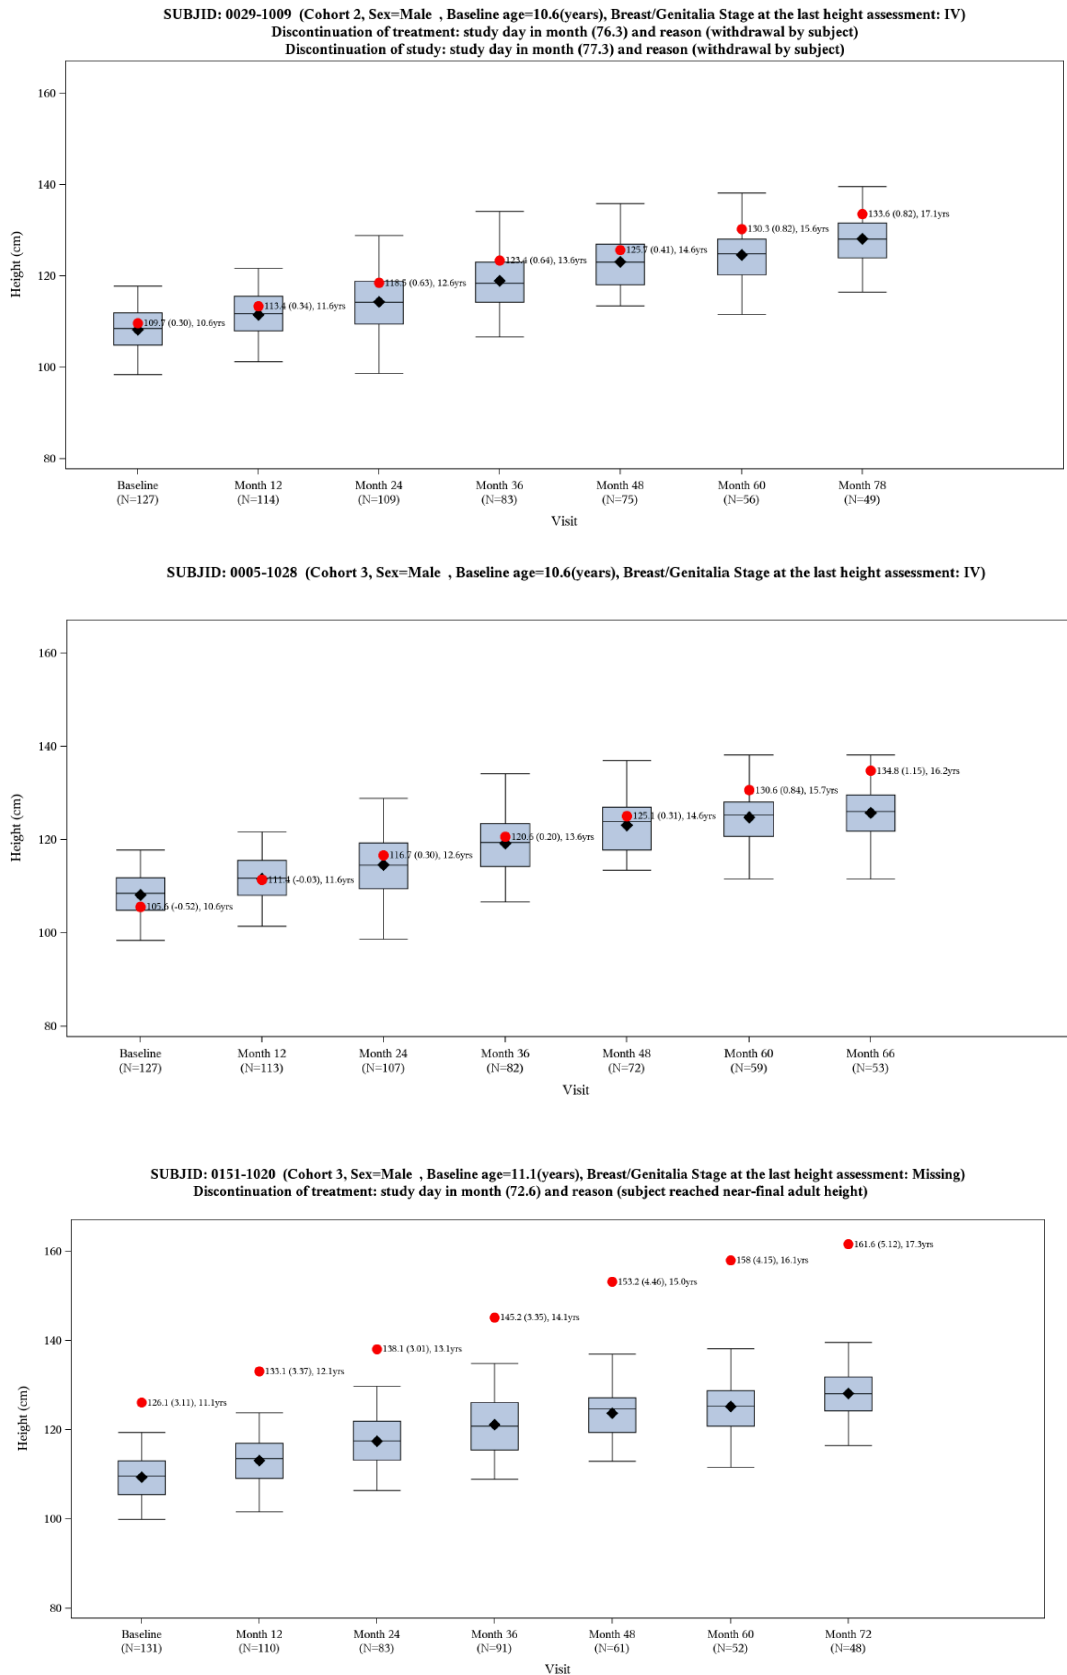 SUBJID: 0029-1009 (Cohort 2, Sex=Male , Baseline age=10.6(years), Breast/Genitalia Stage at the last height assessment: IV)
Discontinuation of treatment: study day in month (76.3) and reason (withdrawal by subject)
Discontinuation of study: study day in month (77.3) and reason (withdrawal by subject)
Height (cm)
160
140
120
100
80
109.7 (0.30), 10.6yrs
113.4 (0.34), 11.6yrs
118.5 (0.63), 12.6yrs
123.4 (0.64), 13.6yrs
125.7 (0.41), 14.6yrs
130.3 (0.82), 15.6yrs
133.6 (0.82), 17.1yrs
Baseline Month 12 Month 24 Month 36 Month 48 Month 60 Month 78
(N=127) (N=114) (N=109) (N=83) (N=75) (N=56) (N=49)
Visit
SUBJID: 0005-1028 (Cohort 3, Sex=Male , Baseline age=10.6(years), Breast/Genitalia Stage at the last height assessment: IV)
Height (cm)
160
140
120
100
80
105.6 (-0.52), 10.6yrs
111.4 (-0.03), 11.6yrs
116.7 (0.30), 12.6yrs
120.6 (0.20), 13.6yrs
125.1 (0.31), 14.6yrs
130.6 (0.84), 15.7yrs
134.8 (1.15), 16.2yrs
Baseline Month 12 Month 24 Month 36 Month 48 Month 60 Month 66
(N=127) (N=113) (N=107) (N=82) (N=72) (N=59) (N=53)
Visit
SUBJID: 0151-1020 (Cohort 3, Sex=Male , Baseline age=11.1(years), Breast/Genitalia Stage at the last height assessment: Missing)
Discontinuation of treatment: study day in month (72.6) and reason (subject reached near-final adult height)
Height (cm)
160
140
120
100
80
126.1 (3.11), 11.1yrs
133.1 (3.37), 12.1yrs
138.1 (3.01), 13.1yrs
145.2 (3.35), 14.1yrs
153.2 (4.46), 15.0yrs
158 (4.15), 16.1yrs
161.6 (5.12), 17.3yrs
Baseline Month 12 Month 24 Month 36 Month 48 Month 60 Month 72
(N=131) (N=110) (N=83) (N=91) (N=61) (N=52) (N=48)
Visit